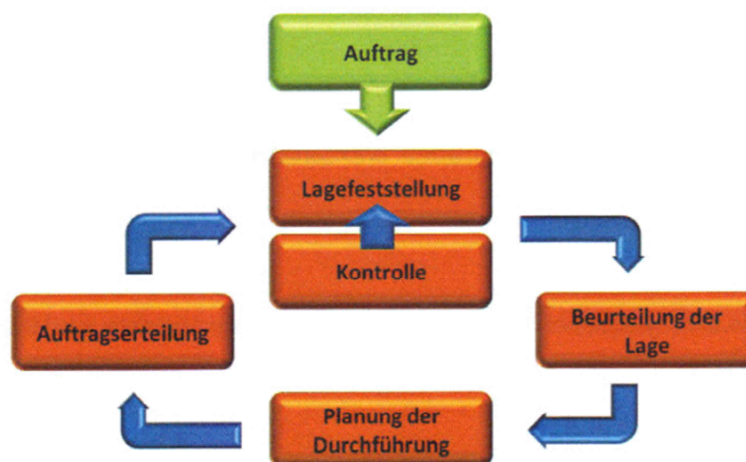 Auftrag
Lagefeststellung
Kontrolle
Auftragserteilung
Beurteilung der
Lage
Planung der
Durchführung